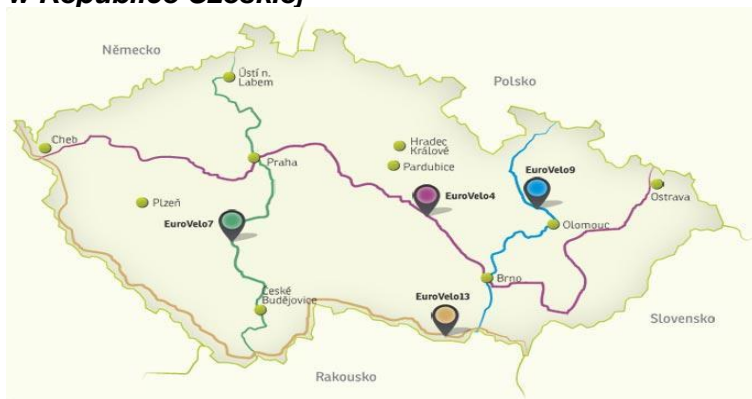 w Republice Czeskiej
Německo
Ústí n.
Labem
Polsko
Cheb
Praha
Hradec
Králové
Pardubice
EuroVelo9
EuroVelo4
Ostrava
Plzeň
EuroVelo7
Olomouc
Brno
České
Budějovice
EuroVelo13
Slovensko
Rakousko